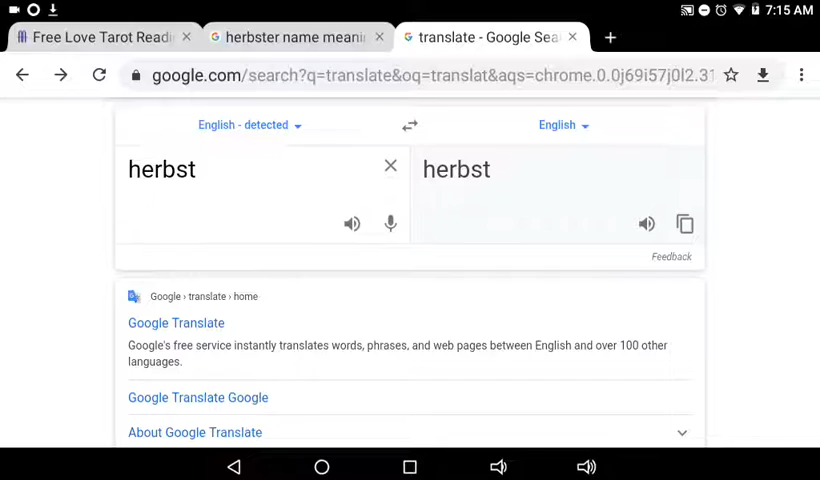 7:15 AM
Free Love Tarot Readi
herbster name meanin
translate - Google Sea
google.com/search?q=translate&oq=translat&aqs=chrome.0.0j69i57j0l2.31
English - detected
English
herbst
herbst
Feedback
Google › translate › home
Google Translate
Google's free service instantly translates words, phrases, and web pages between English and over 100 other
languages.
Google Translate Google
About Google Translate